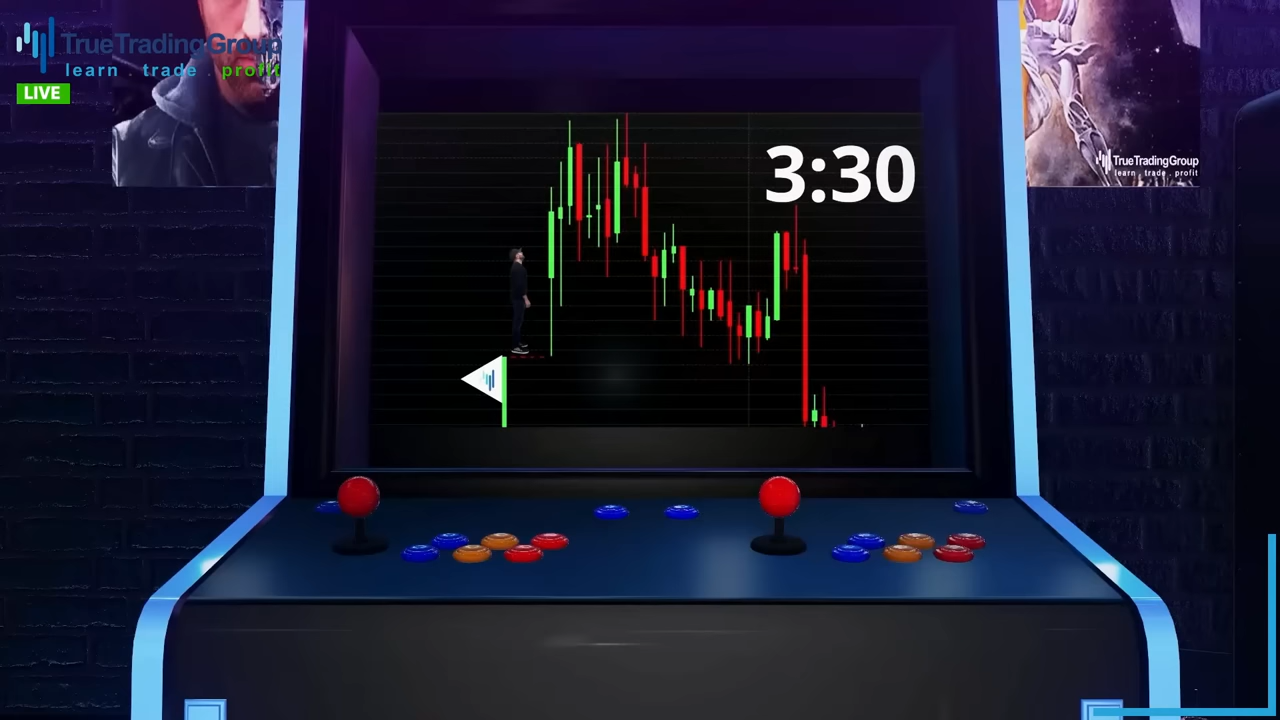 TrueTradingGroup
learn . trade . profit
LIVE
3:30
TrueTradingGroup
learn . trade . profit